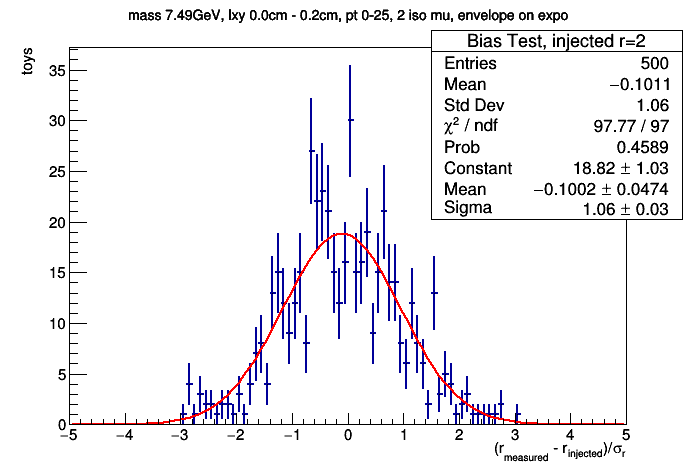 mass 7.49GeV, lxy 0.0cm - 0.2cm, pt 0-25, 2 iso mu, envelope on expo
toys
Bias Test, injected r=2
Entries 500
Mean −0.1011
Std Dev 1.06
χ² / ndf 97.77 / 97
Prob 0.4589
Constant 18.82 ± 1.03
Mean −0.1002 ± 0.0474
Sigma 1.06 ± 0.03
35
30
25
20
15
10
5
0
−5 −4 −3 −2 −1 0 1 2 3 4 5
(r_measured - r_injected)/σ_r